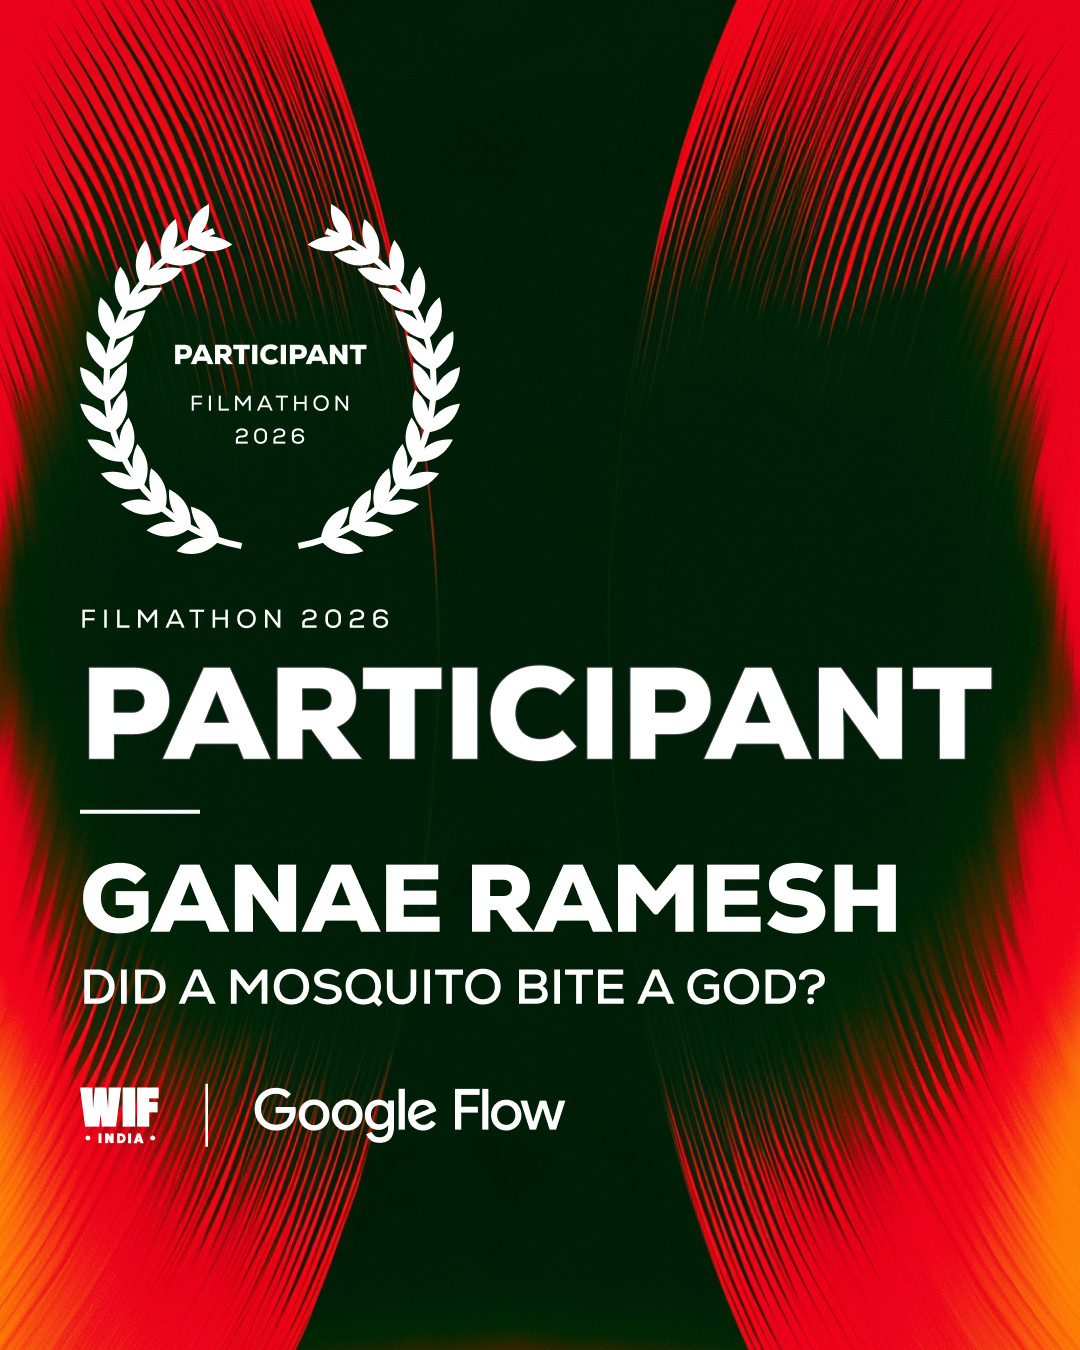 PARTICIPANT
FILMATHON
2026
FILMATHON 2026
PARTICIPANT
GANAE RAMESH
DID A MOSQUITO BITE A GOD?
WIF
• INDIA •
Google Flow